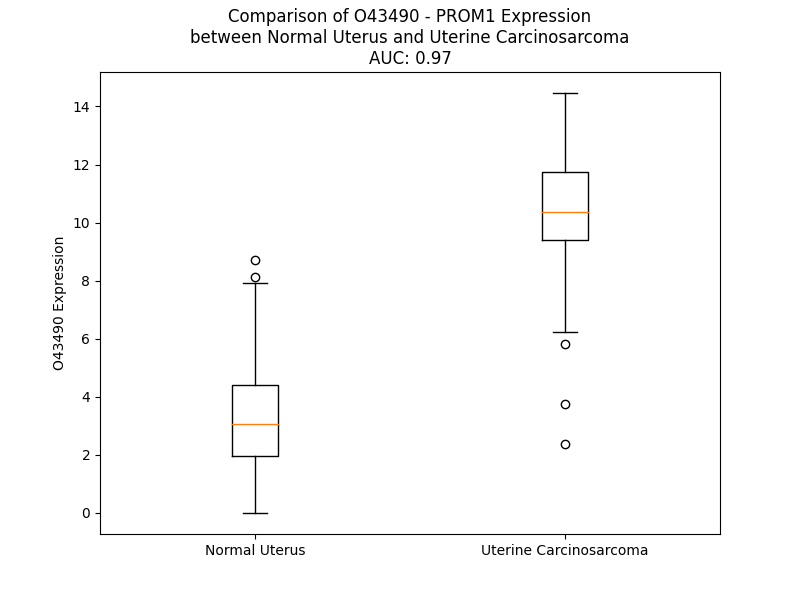 Comparison of O43490 - PROM1 Expression
between Normal Uterus and Uterine Carcinosarcoma
AUC: 0.97
14
12
10
8
6
4
2
0
O43490 Expression
Normal Uterus Uterine Carcinosarcoma